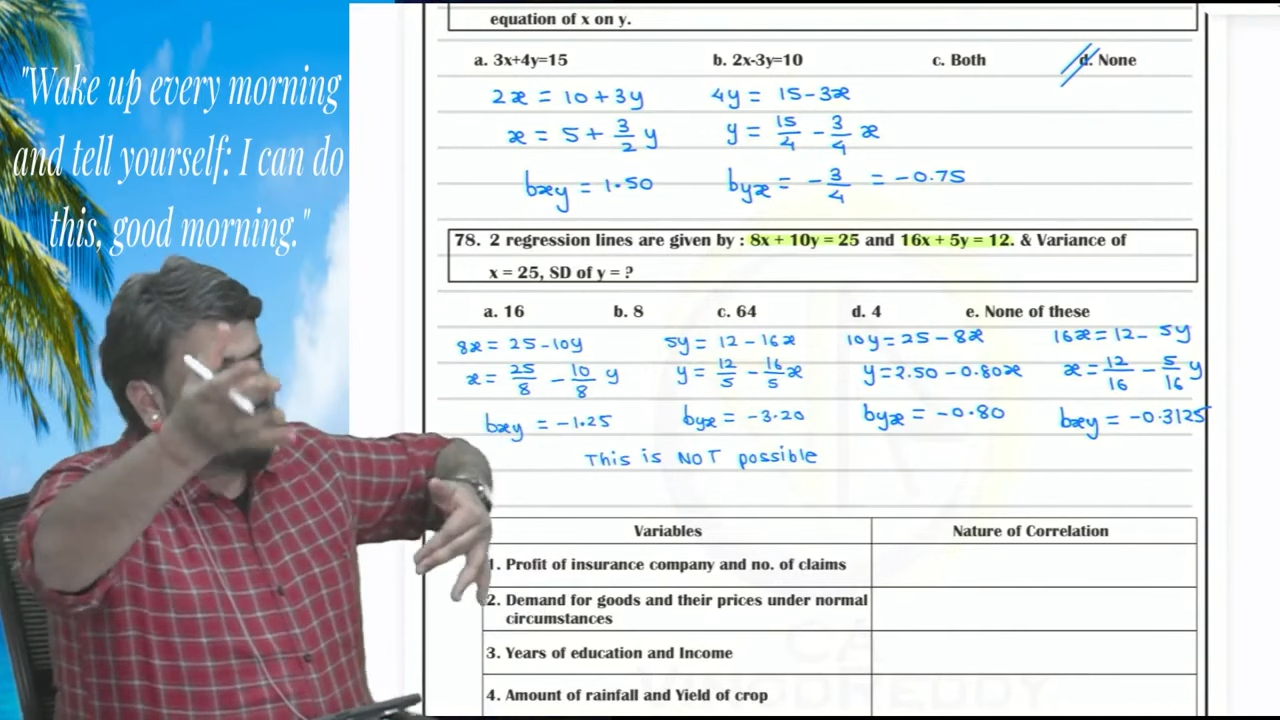 "Wake up every morning
and tell yourself: I can do
this, good morning."
equation of x on y.
a. 3x+4y=15 b. 2x-3y=10 c. Both d. None
2x = 10+3y 4y = 15-3x
x = 5 + 3/2 y y = 15/4 - 3/4 x
bxy = 1.50 byx = -3/4 = -0.75
78. 2 regression lines are given by : 8x + 10y = 25 and 16x + 5y = 12. & Variance of
x = 25, SD of y = ?
a. 16 b. 8 c. 64 d. 4 e. None of these
8x = 25-10y 5y = 12-16x 10y = 25-8x 16x = 12-5y
x = 25/8 - 10/8 y y = 12/5 - 16/5 x y = 2.50-0.80x x = 12/16 - 5/16 y
bxy = -1.25 byx = -3.20 byx = -0.80 bxy = -0.3125
This is NOT possible
Variables Nature of Correlation
1. Profit of insurance company and no. of claims
2. Demand for goods and their prices under normal
circumstances
3. Years of education and Income
4. Amount of rainfall and Yield of crop
CA
VINODREDDY